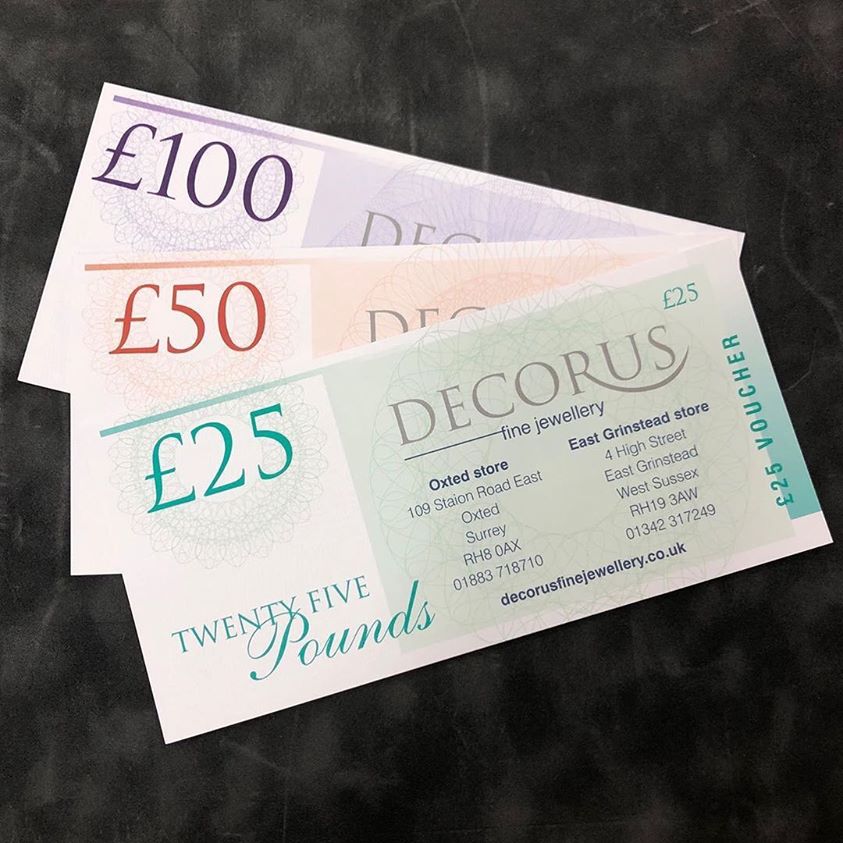 £100
£50
£25
£25
DECORUS
fine jewellery
Oxted store
109 Staion Road East
Oxted
Surrey
RH8 0AX
01883 718710
East Grinstead store
4 High Street
East Grinstead
West Sussex
RH19 3AW
01342 317249
decorusfinejewellery.co.uk
£25 VOUCHER
TWENTY FIVE
Pounds